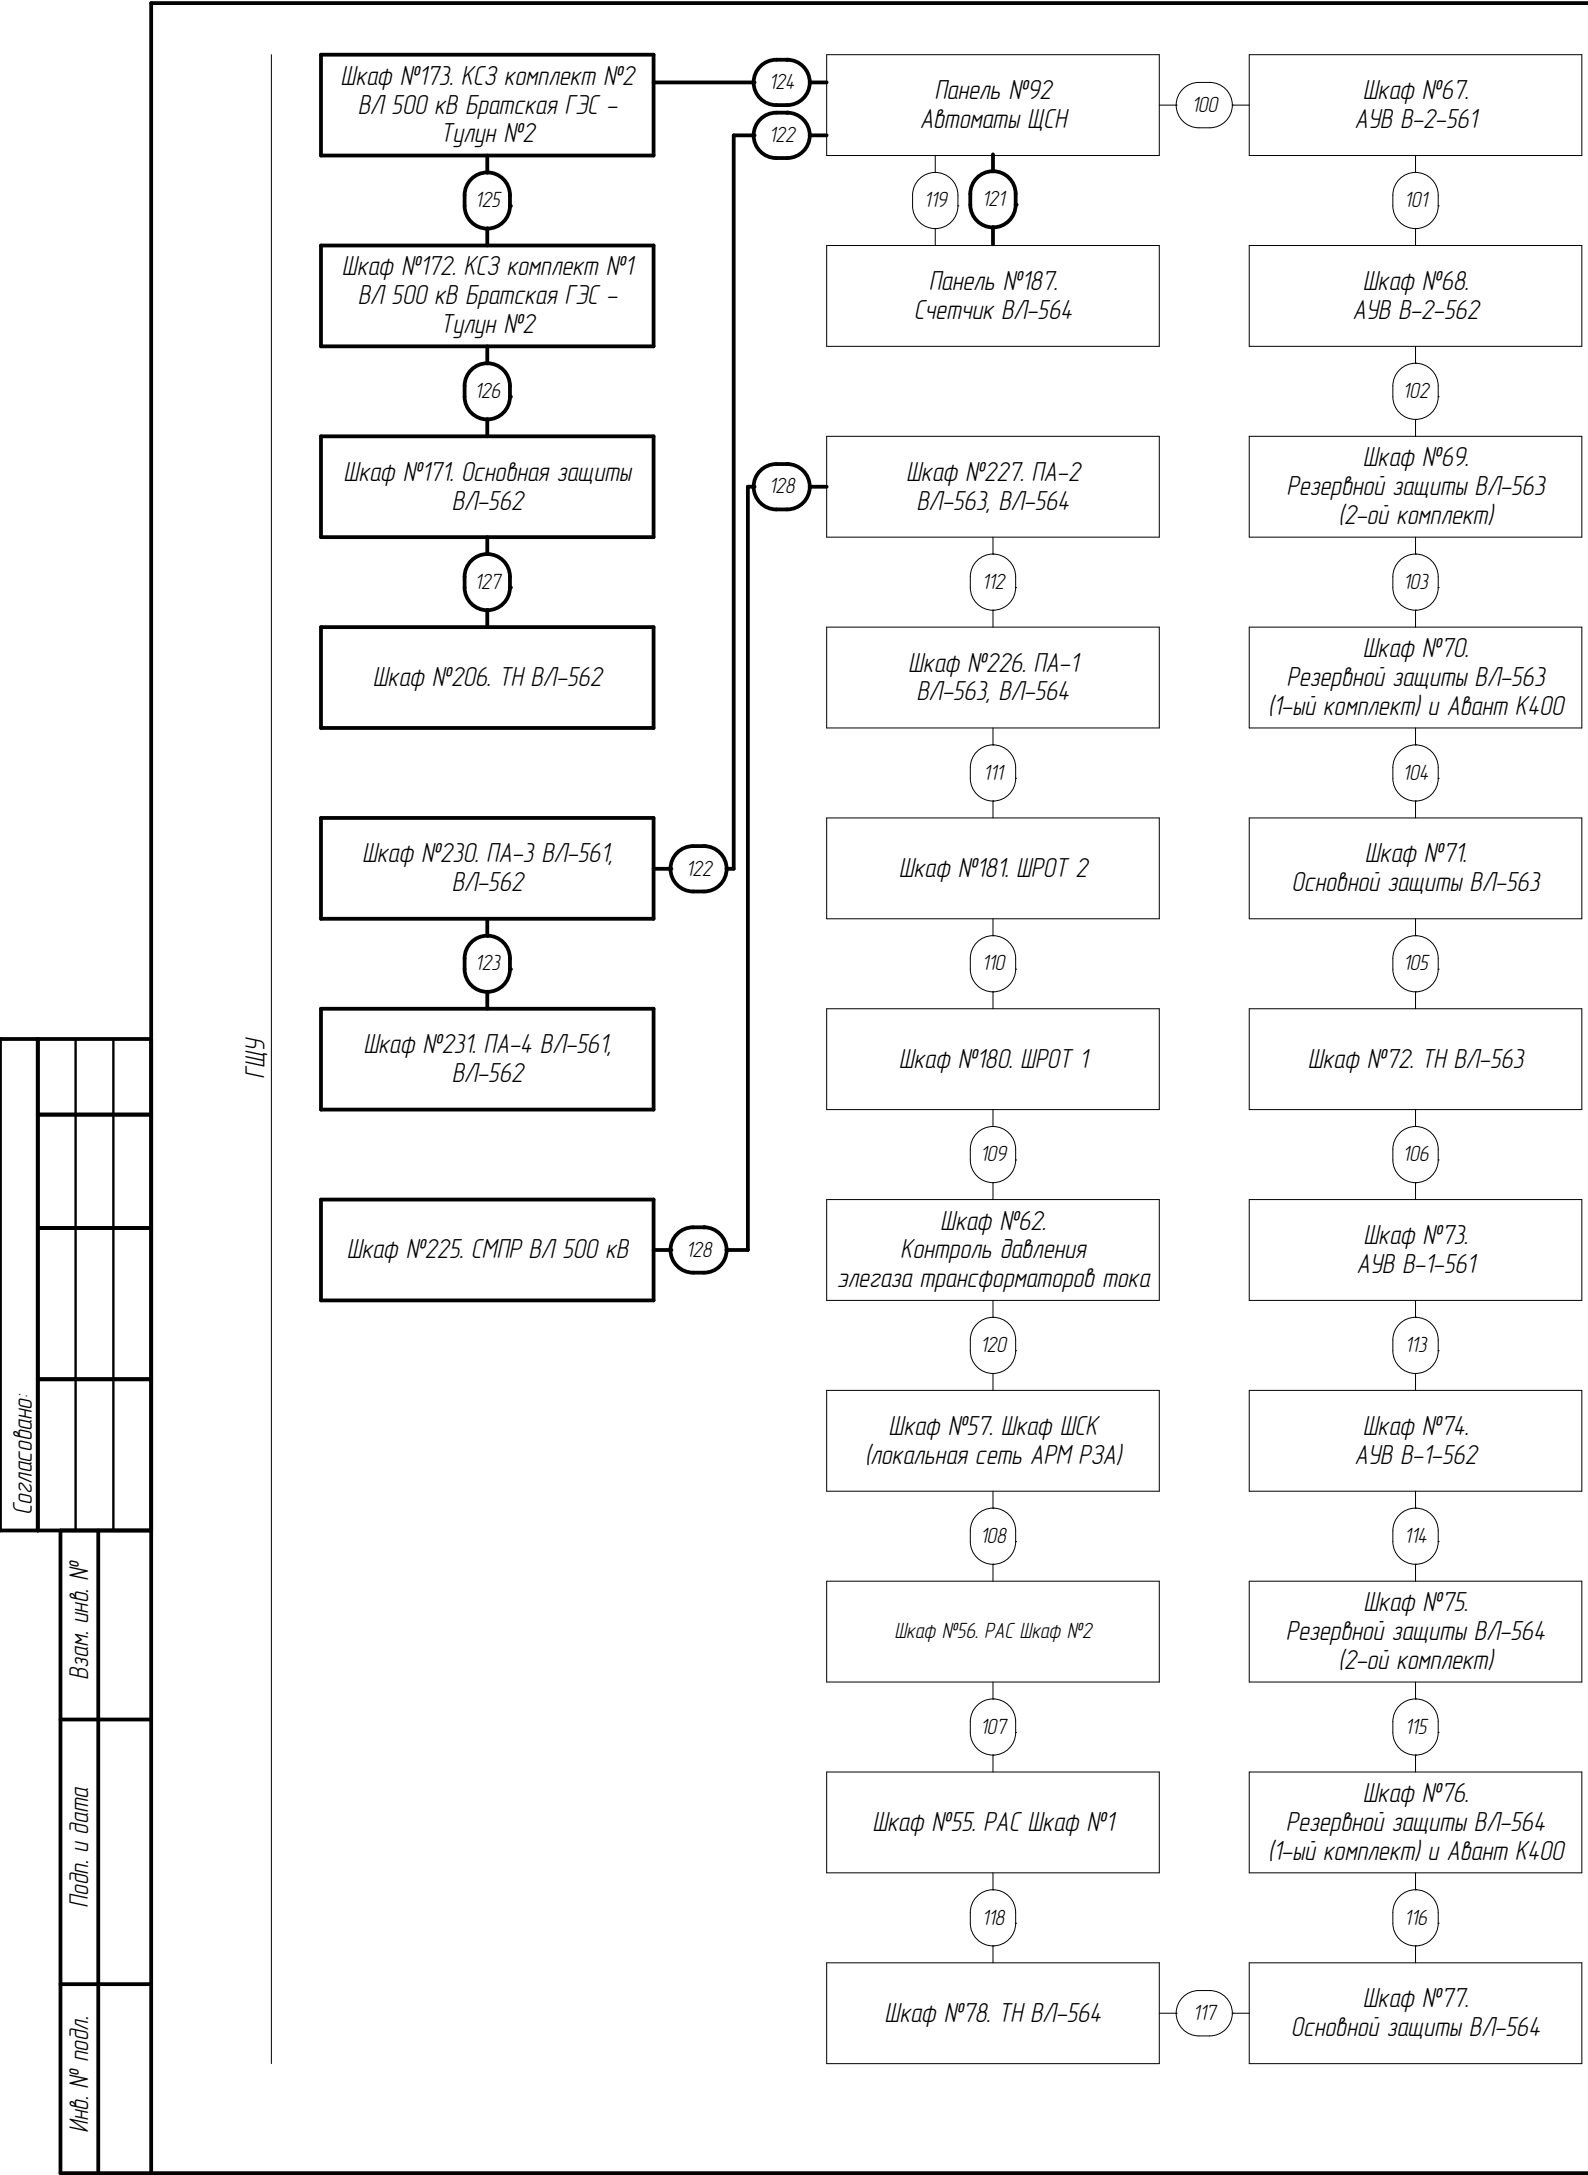 Шкаф №173. КСЗ комплект №2
ВЛ 500 кВ Братская ГЭС –
Тулун №2
125
Шкаф №172. КСЗ комплект №1
ВЛ 500 кВ Братская ГЭС –
Тулун №2
126
Шкаф №171. Основная защиты
ВЛ-562
127
Шкаф №206. ТН ВЛ-562
Шкаф №230. ПА-3 ВЛ-561,
ВЛ-562
122
123
Шкаф №231. ПА-4 ВЛ-561,
ВЛ-562
Шкаф №225. СМПР ВЛ 500 кВ
128
124
122
128
Панель №92
Автоматы ЩСН
100
119
121
Панель №187.
Счетчик ВЛ-564
Шкаф №227. ПА-2
ВЛ-563, ВЛ-564
112
Шкаф №226. ПА-1
ВЛ-563, ВЛ-564
111
Шкаф №181. ШРОТ 2
110
Шкаф №180. ШРОТ 1
109
Шкаф №62.
Контроль давления
элегаза трансформаторов тока
120
Шкаф №57. Шкаф ШСК
(локальная сеть АРМ РЗА)
108
Шкаф №56. РАС Шкаф №2
107
Шкаф №55. РАС Шкаф №1
118
Шкаф №78. ТН ВЛ-564
117
Шкаф №67.
АУВ В-2-561
101
Шкаф №68.
АУВ В-2-562
102
Шкаф №69.
Резервной защиты ВЛ-563
(2-ой комплект)
103
Шкаф №70.
Резервной защиты ВЛ-563
(1-ый комплект) и Авант К400
104
Шкаф №71.
Основной защиты ВЛ-563
105
Шкаф №72. ТН ВЛ-563
106
Шкаф №73.
АУВ В-1-561
113
Шкаф №74.
АУВ В-1-562
114
Шкаф №75.
Резервной защиты ВЛ-564
(2-ой комплект)
115
Шкаф №76.
Резервной защиты ВЛ-564
(1-ый комплект) и Авант К400
116
Шкаф №77.
Основной защиты ВЛ-564
ГЩУ
Согласовано:
Взам. инв. №
Подп. и дата
Инв. № подл.